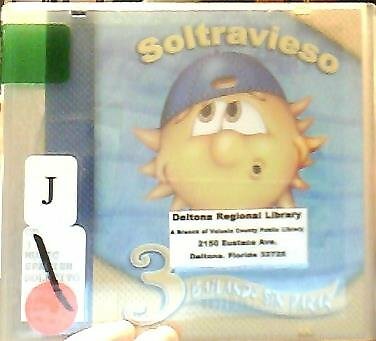 Soltravieso
J
Deltona Regional Library
A Branch of Volusia County Public Library
2150 Eustace Ave.
Deltona, Florida 32725
3